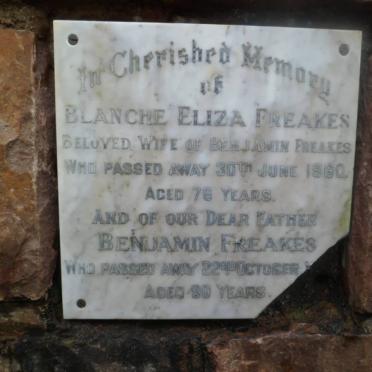 In Cherished Memory
of
BLANCHE ELIZA FREAKES
BELOVED WIFE OF BENJAMIN FREAKES
WHO PASSED AWAY 30TH JUNE 1960.
AGED 76 YEARS.
AND OF OUR DEAR FATHER
BENJAMIN FREAKES
WHO PASSED AWAY 22ND OCTOBER
AGED 90 YEARS.